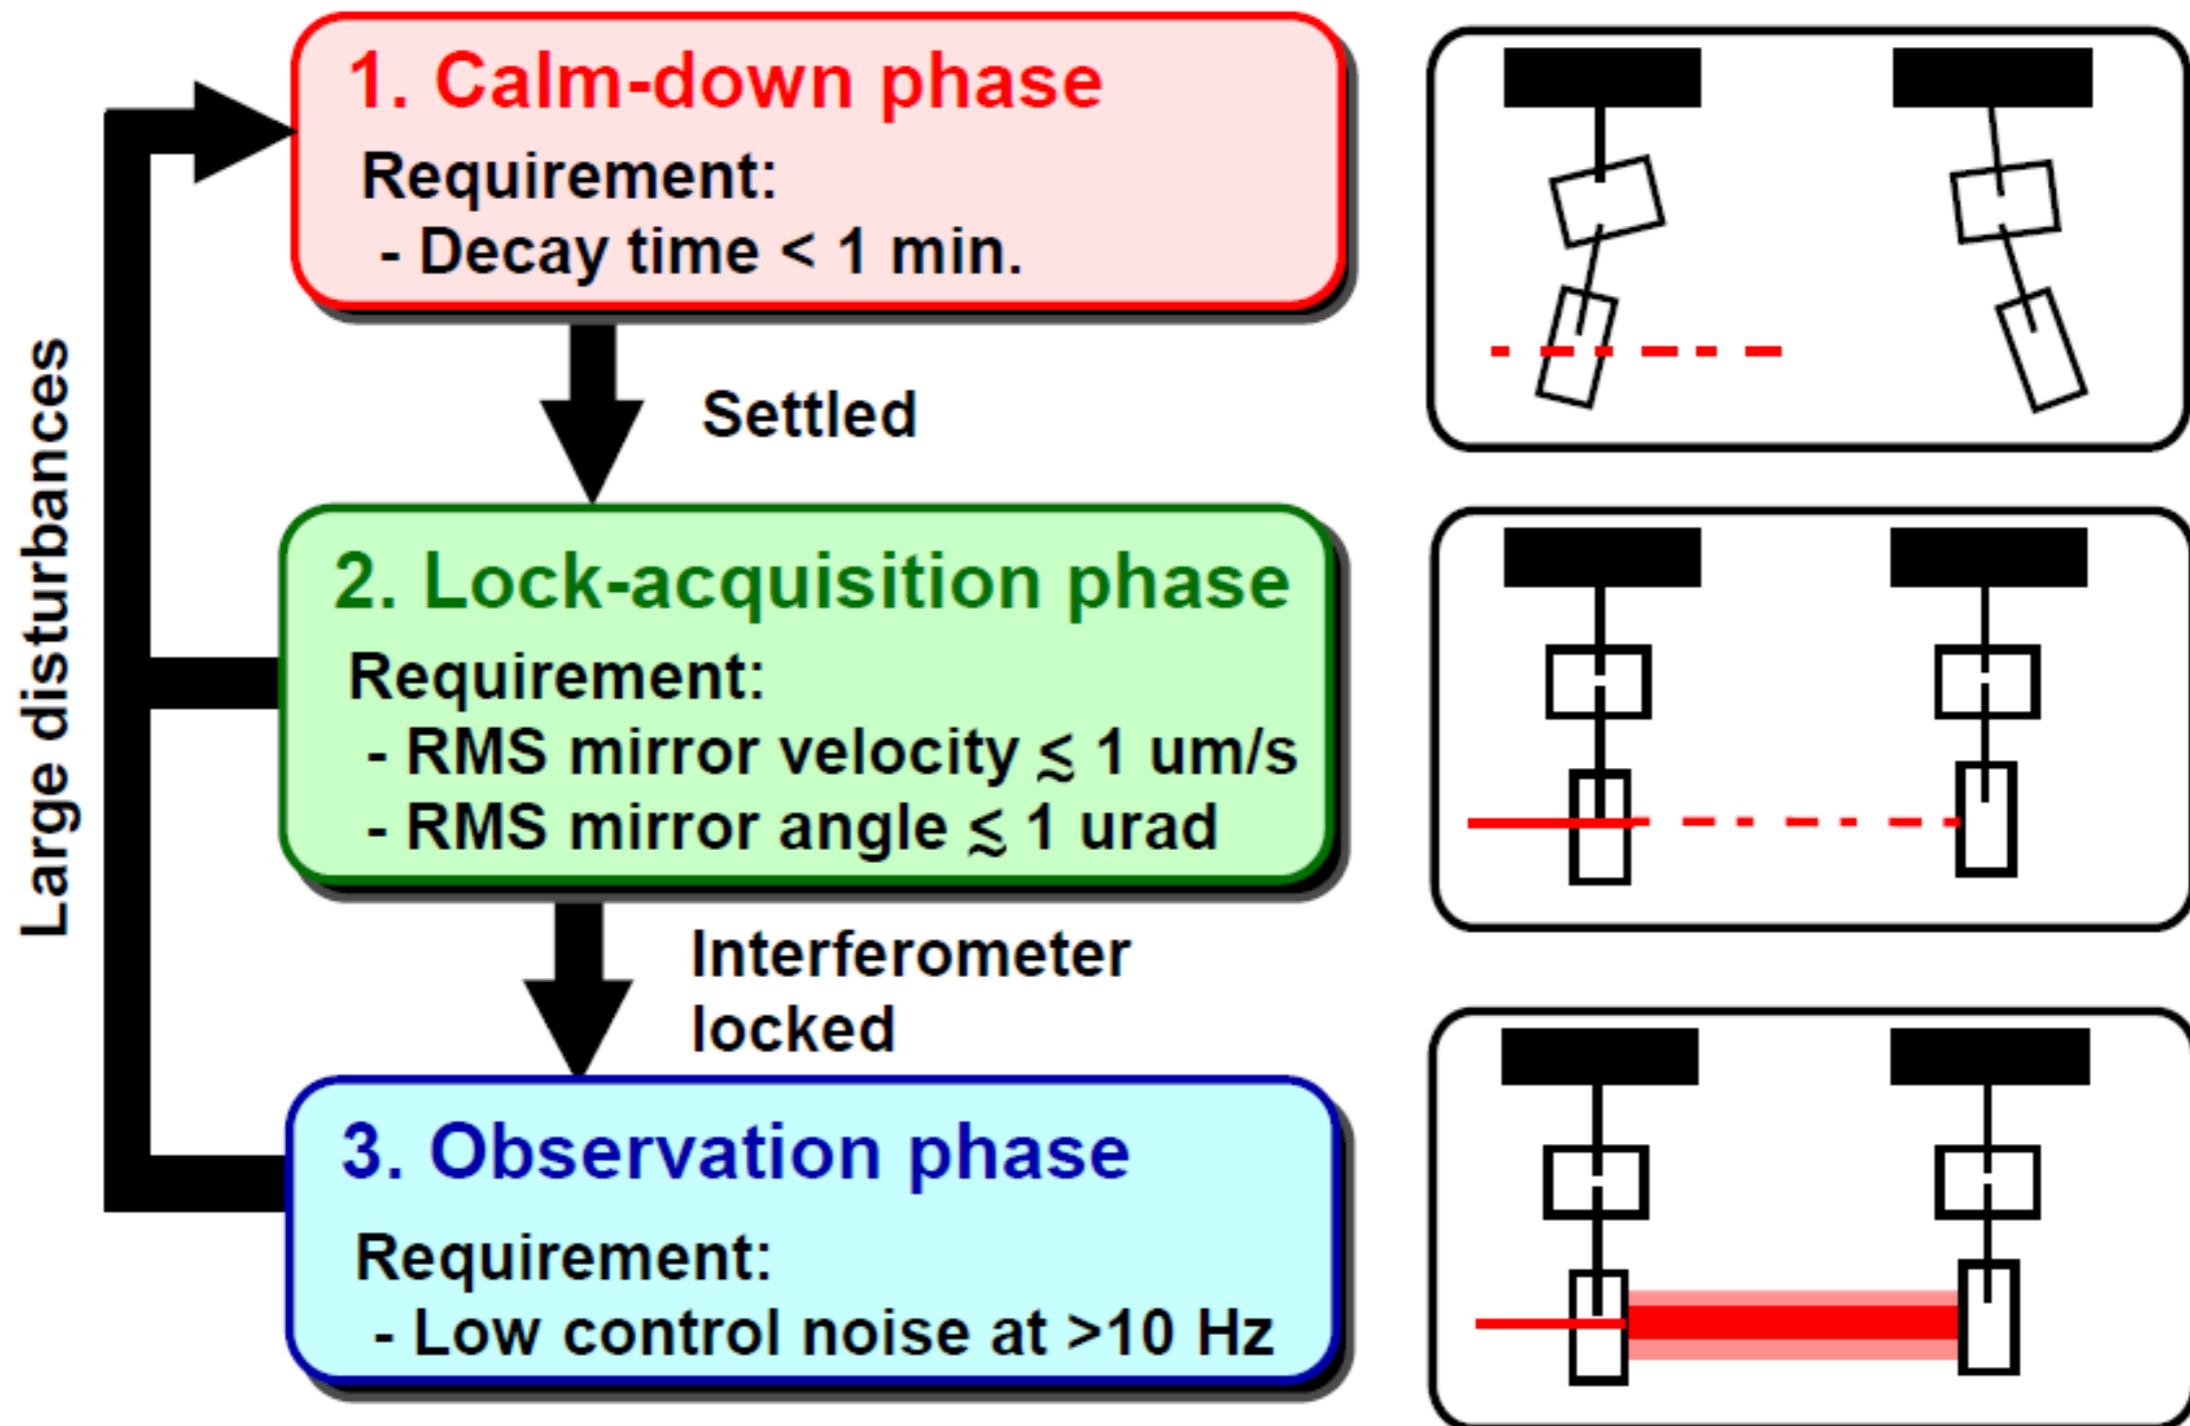 1. Calm-down phase
Requirement:
- Decay time < 1 min.
Settled
Large disturbances
2. Lock-acquisition phase
Requirement:
- RMS mirror velocity ≲ 1 um/s
- RMS mirror angle ≲ 1 urad
Interferometer
locked
3. Observation phase
Requirement:
- Low control noise at >10 Hz